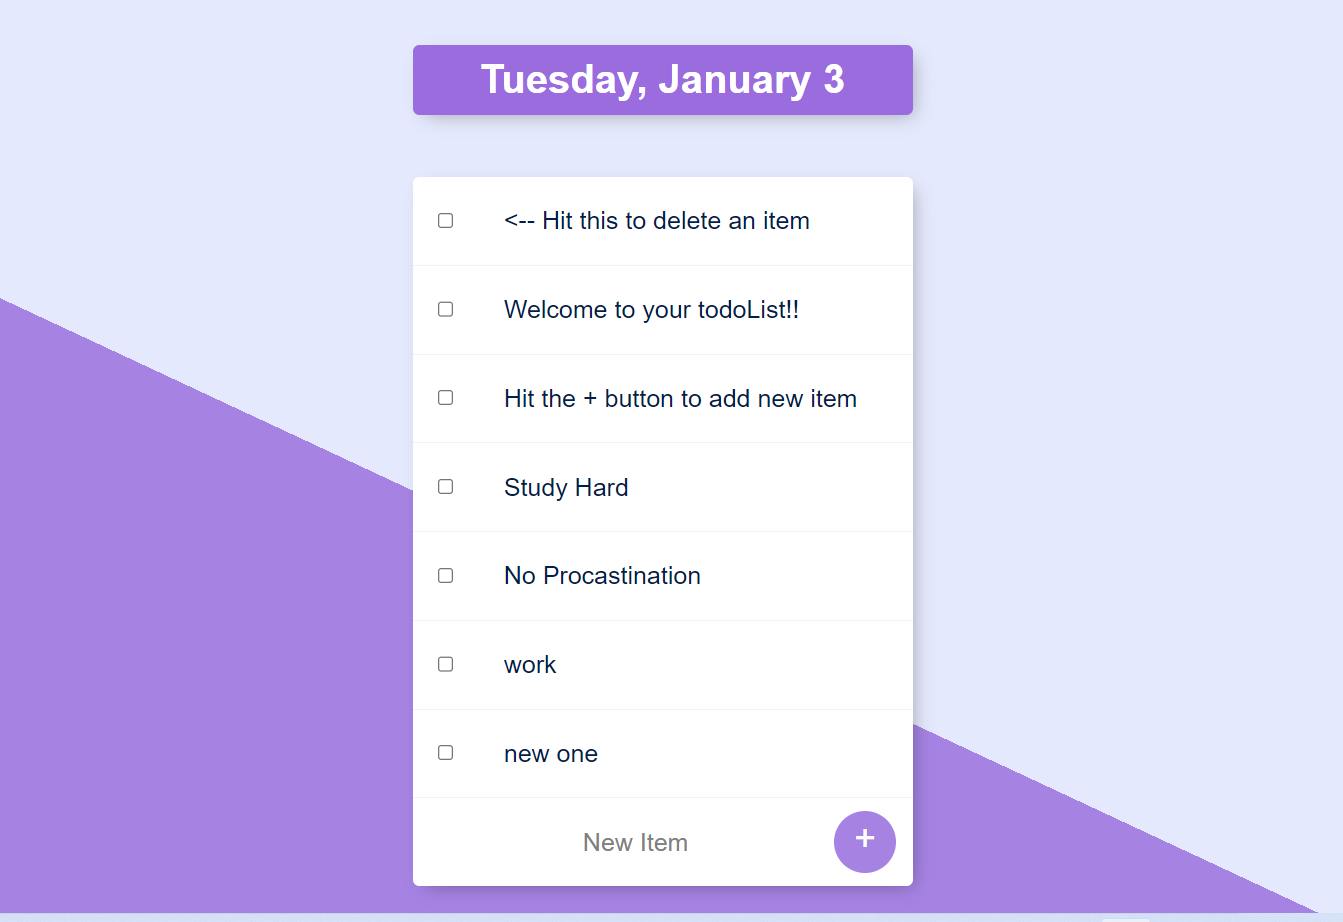 Tuesday, January 3
<-- Hit this to delete an item
Welcome to your todoList!!
Hit the + button to add new item
Study Hard
No Procastination
work
new one
New Item
+